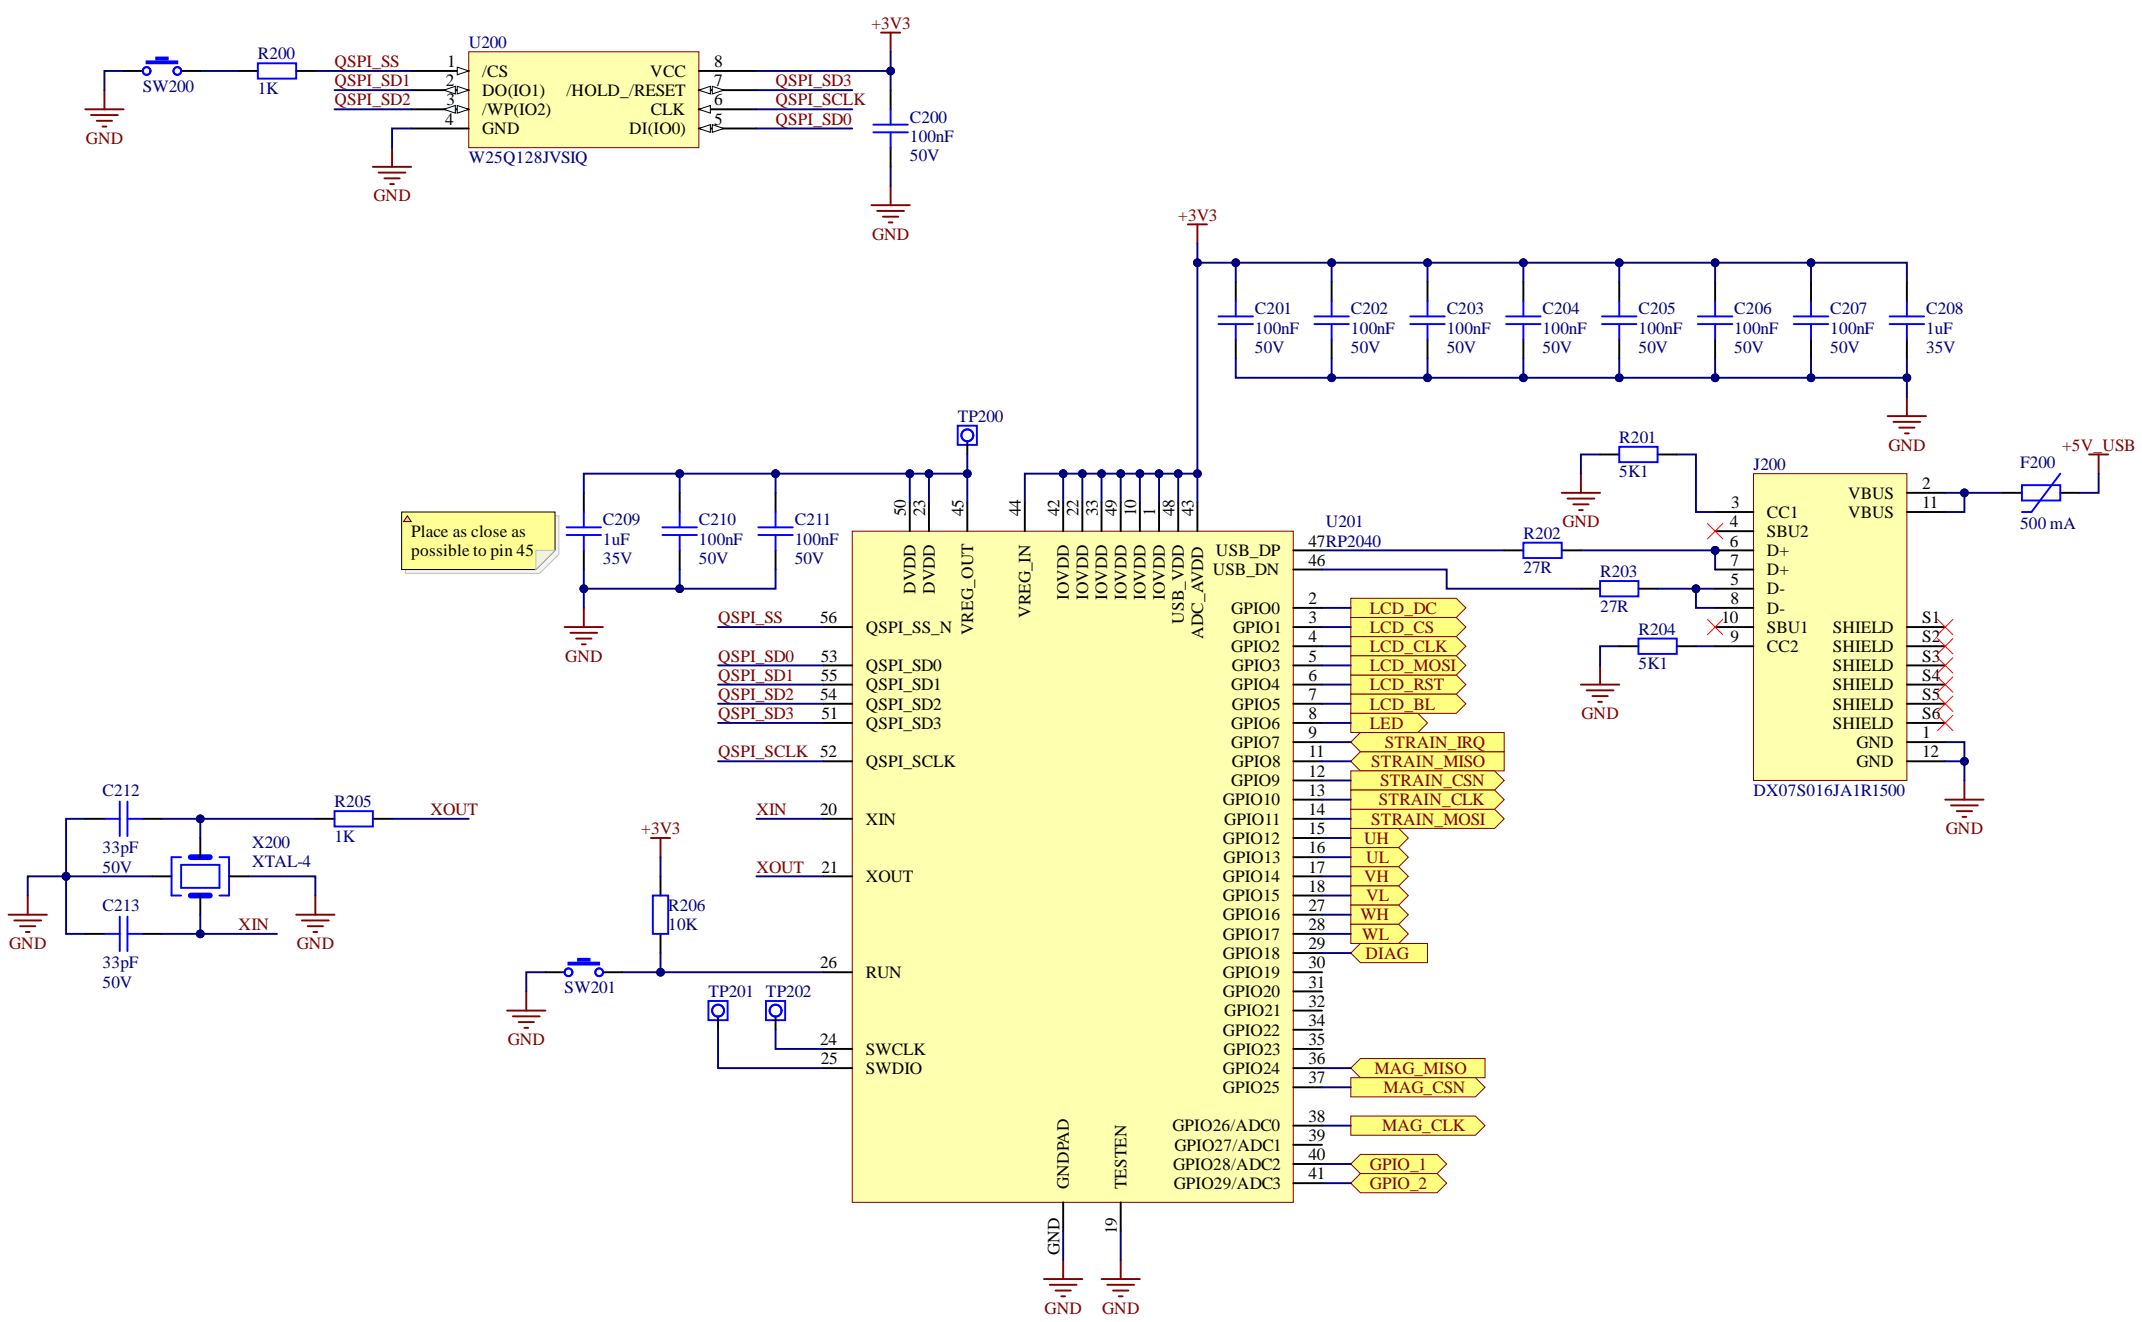 +3V3
U200
SW200
R200
1K
GND
QSPI_SS
QSPI_SD1
QSPI_SD2
1
2
3
4
/CS
DO(IO1)
/WP(IO2)
GND
VCC
/HOLD_/RESET
CLK
DI(IO0)
8
7
6
5
QSPI_SD3
QSPI_SCLK
QSPI_SD0
W25Q128JVSIQ
GND
C200
100nF
50V
GND
+3V3
C201
100nF
50V
C202
100nF
50V
C203
100nF
50V
C204
100nF
50V
C205
100nF
50V
C206
100nF
50V
C207
100nF
50V
C208
1uF
35V
GND
TP200
Place as close as
possible to pin 45
C209
1uF
35V
C210
100nF
50V
C211
100nF
50V
GND
50
23
45
44
42
22
33
49
10
1
48
43
DVDD
DVDD
VREG_OUT
VREG_IN
IOVDD
IOVDD
IOVDD
IOVDD
IOVDD
IOVDD
USB_VDD
ADC_AVDD
U201
RP2040
QSPI_SS 56 QSPI_SS_N
QSPI_SD0 53 QSPI_SD0
QSPI_SD1 55 QSPI_SD1
QSPI_SD2 54 QSPI_SD2
QSPI_SD3 51 QSPI_SD3
QSPI_SCLK 52 QSPI_SCLK
XIN 20 XIN
XOUT 21 XOUT
26 RUN
24 SWCLK
25 SWDIO
USB_DP 47
USB_DN 46
GPIO0 2 LCD_DC
GPIO1 3 LCD_CS
GPIO2 4 LCD_CLK
GPIO3 5 LCD_MOSI
GPIO4 6 LCD_RST
GPIO5 7 LCD_BL
GPIO6 8 LED
GPIO7 9 STRAIN_IRQ
GPIO8 11 STRAIN_MISO
GPIO9 12 STRAIN_CSN
GPIO10 13 STRAIN_CLK
GPIO11 14 STRAIN_MOSI
GPIO12 15 UH
GPIO13 16 UL
GPIO14 17 VH
GPIO15 18 VL
GPIO16 27 WH
GPIO17 28 WL
GPIO18 29 DIAG
GPIO19 30
GPIO20 31
GPIO21 32
GPIO22 34
GPIO23 35
GPIO24 36 MAG_MISO
GPIO25 37 MAG_CSN
GPIO26/ADC0 38 MAG_CLK
GPIO27/ADC1 39
GPIO28/ADC2 40 GPIO_1
GPIO29/ADC3 41 GPIO_2
GNDPAD
TESTEN
GND
19
GND
GND
R201
5K1
GND
R202
27R
R203
27R
R204
5K1
GND
J200
3 CC1
4 SBU2
6 D+
7 D+
5 D-
8 D-
10 SBU1
9 CC2
VBUS 2
VBUS 11
SHIELD S1
SHIELD S2
SHIELD S3
SHIELD S4
SHIELD S5
SHIELD S6
GND 1
GND 12
DX07S016JA1R1500
GND
F200
500 mA
+5V_USB
C212
33pF
50V
R205
1K
XOUT
X200
XTAL-4
C213
33pF
50V
XIN
GND
GND
+3V3
R206
10K
SW201
GND
TP201
TP202